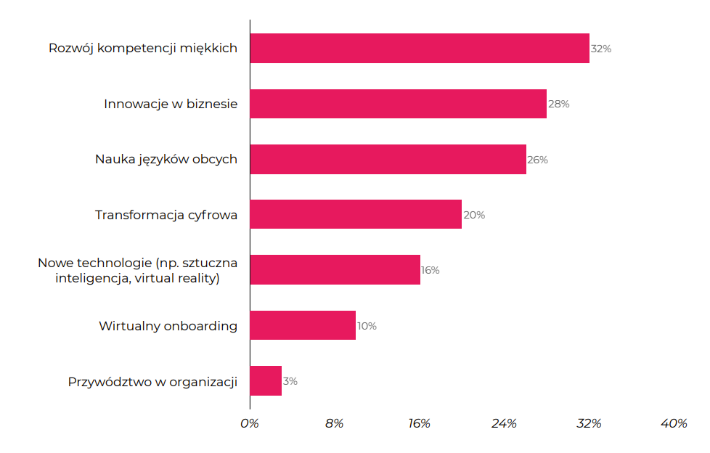 Rozwój kompetencji miękkich
32%
Innowacje w biznesie
28%
Nauka języków obcych
26%
Transformacja cyfrowa
20%
Nowe technologie (np. sztuczna
inteligencja, virtual reality)
16%
Wirtualny onboarding
10%
Przywództwo w organizacji
3%
0% 8% 16% 24% 32% 40%